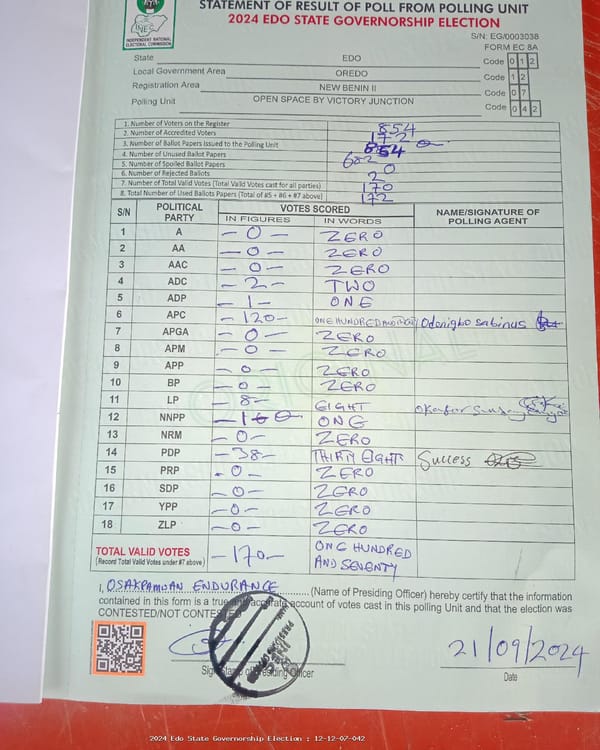 STATEMENT OF RESULT OF POLL FROM POLLING UNIT
2024 EDO STATE GOVERNORSHIP ELECTION
INEC
INDEPENDENT NATIONAL ELECTORAL COMMISSION
S/N: EG/0003038
FORM EC 8A
State EDO Code 0 1 2
Local Government Area OREDO Code 1 2
Registration Area NEW BENIN II Code 0 7
Polling Unit OPEN SPACE BY VICTORY JUNCTION Code 0 4 2
1. Number of Voters on the Register 854
2. Number of Accredited Voters 172
3. Number of Ballot Papers Issued to the Polling Unit 854
4. Number of Unused Ballot Papers 682
5. Number of Spoiled Ballot Papers 0
6. Number of Rejected Ballots 2
7. Number of Total Valid Votes (Total Valid Votes cast for all parties) 170
8. Total Number of Used Ballots Papers (Total of #5 + #6 + #7 above) 172
S/N POLITICAL PARTY VOTES SCORED NAME/SIGNATURE OF POLLING AGENT
IN FIGURES IN WORDS
1 A - 0 - ZERO
2 AA - 0 - ZERO
3 AAC - 0 - ZERO
4 ADC - 2 - TWO
5 ADP - 1 - ONE
6 APC - 120 - ONE HUNDRED AND Odonigbo Sabinus
7 APGA - 0 - ZERO
8 APM - 0 - ZERO
9 APP - 0 - ZERO
10 BP - 0 - ZERO
11 LP - 8 - EIGHT Okafor Sunday
12 NNPP - 1 ONE
13 NRM - 0 - ZERO
14 PDP - 38 - THIRTY EIGHT Success
15 PRP - 0 - ZERO
16 SDP - 0 - ZERO
17 YPP - 0 - ZERO
18 ZLP - 0 - ZERO
TOTAL VALID VOTES - 170 - ONE HUNDRED AND SEVENTY
(Record Total Valid Votes under #7 above)
I, OSAKPAMWAN ENDURANCE (Name of Presiding Officer) hereby certify that the information
contained in this form is a true and accurate account of votes cast in this polling Unit and that the election was
CONTESTED/NOT CONTESTED
Sign/Stamp of Presiding Officer
INEC PRESIDING OFFICER
21/09/2024
Date
2024 Edo State Governorship Election : 12-12-07-042